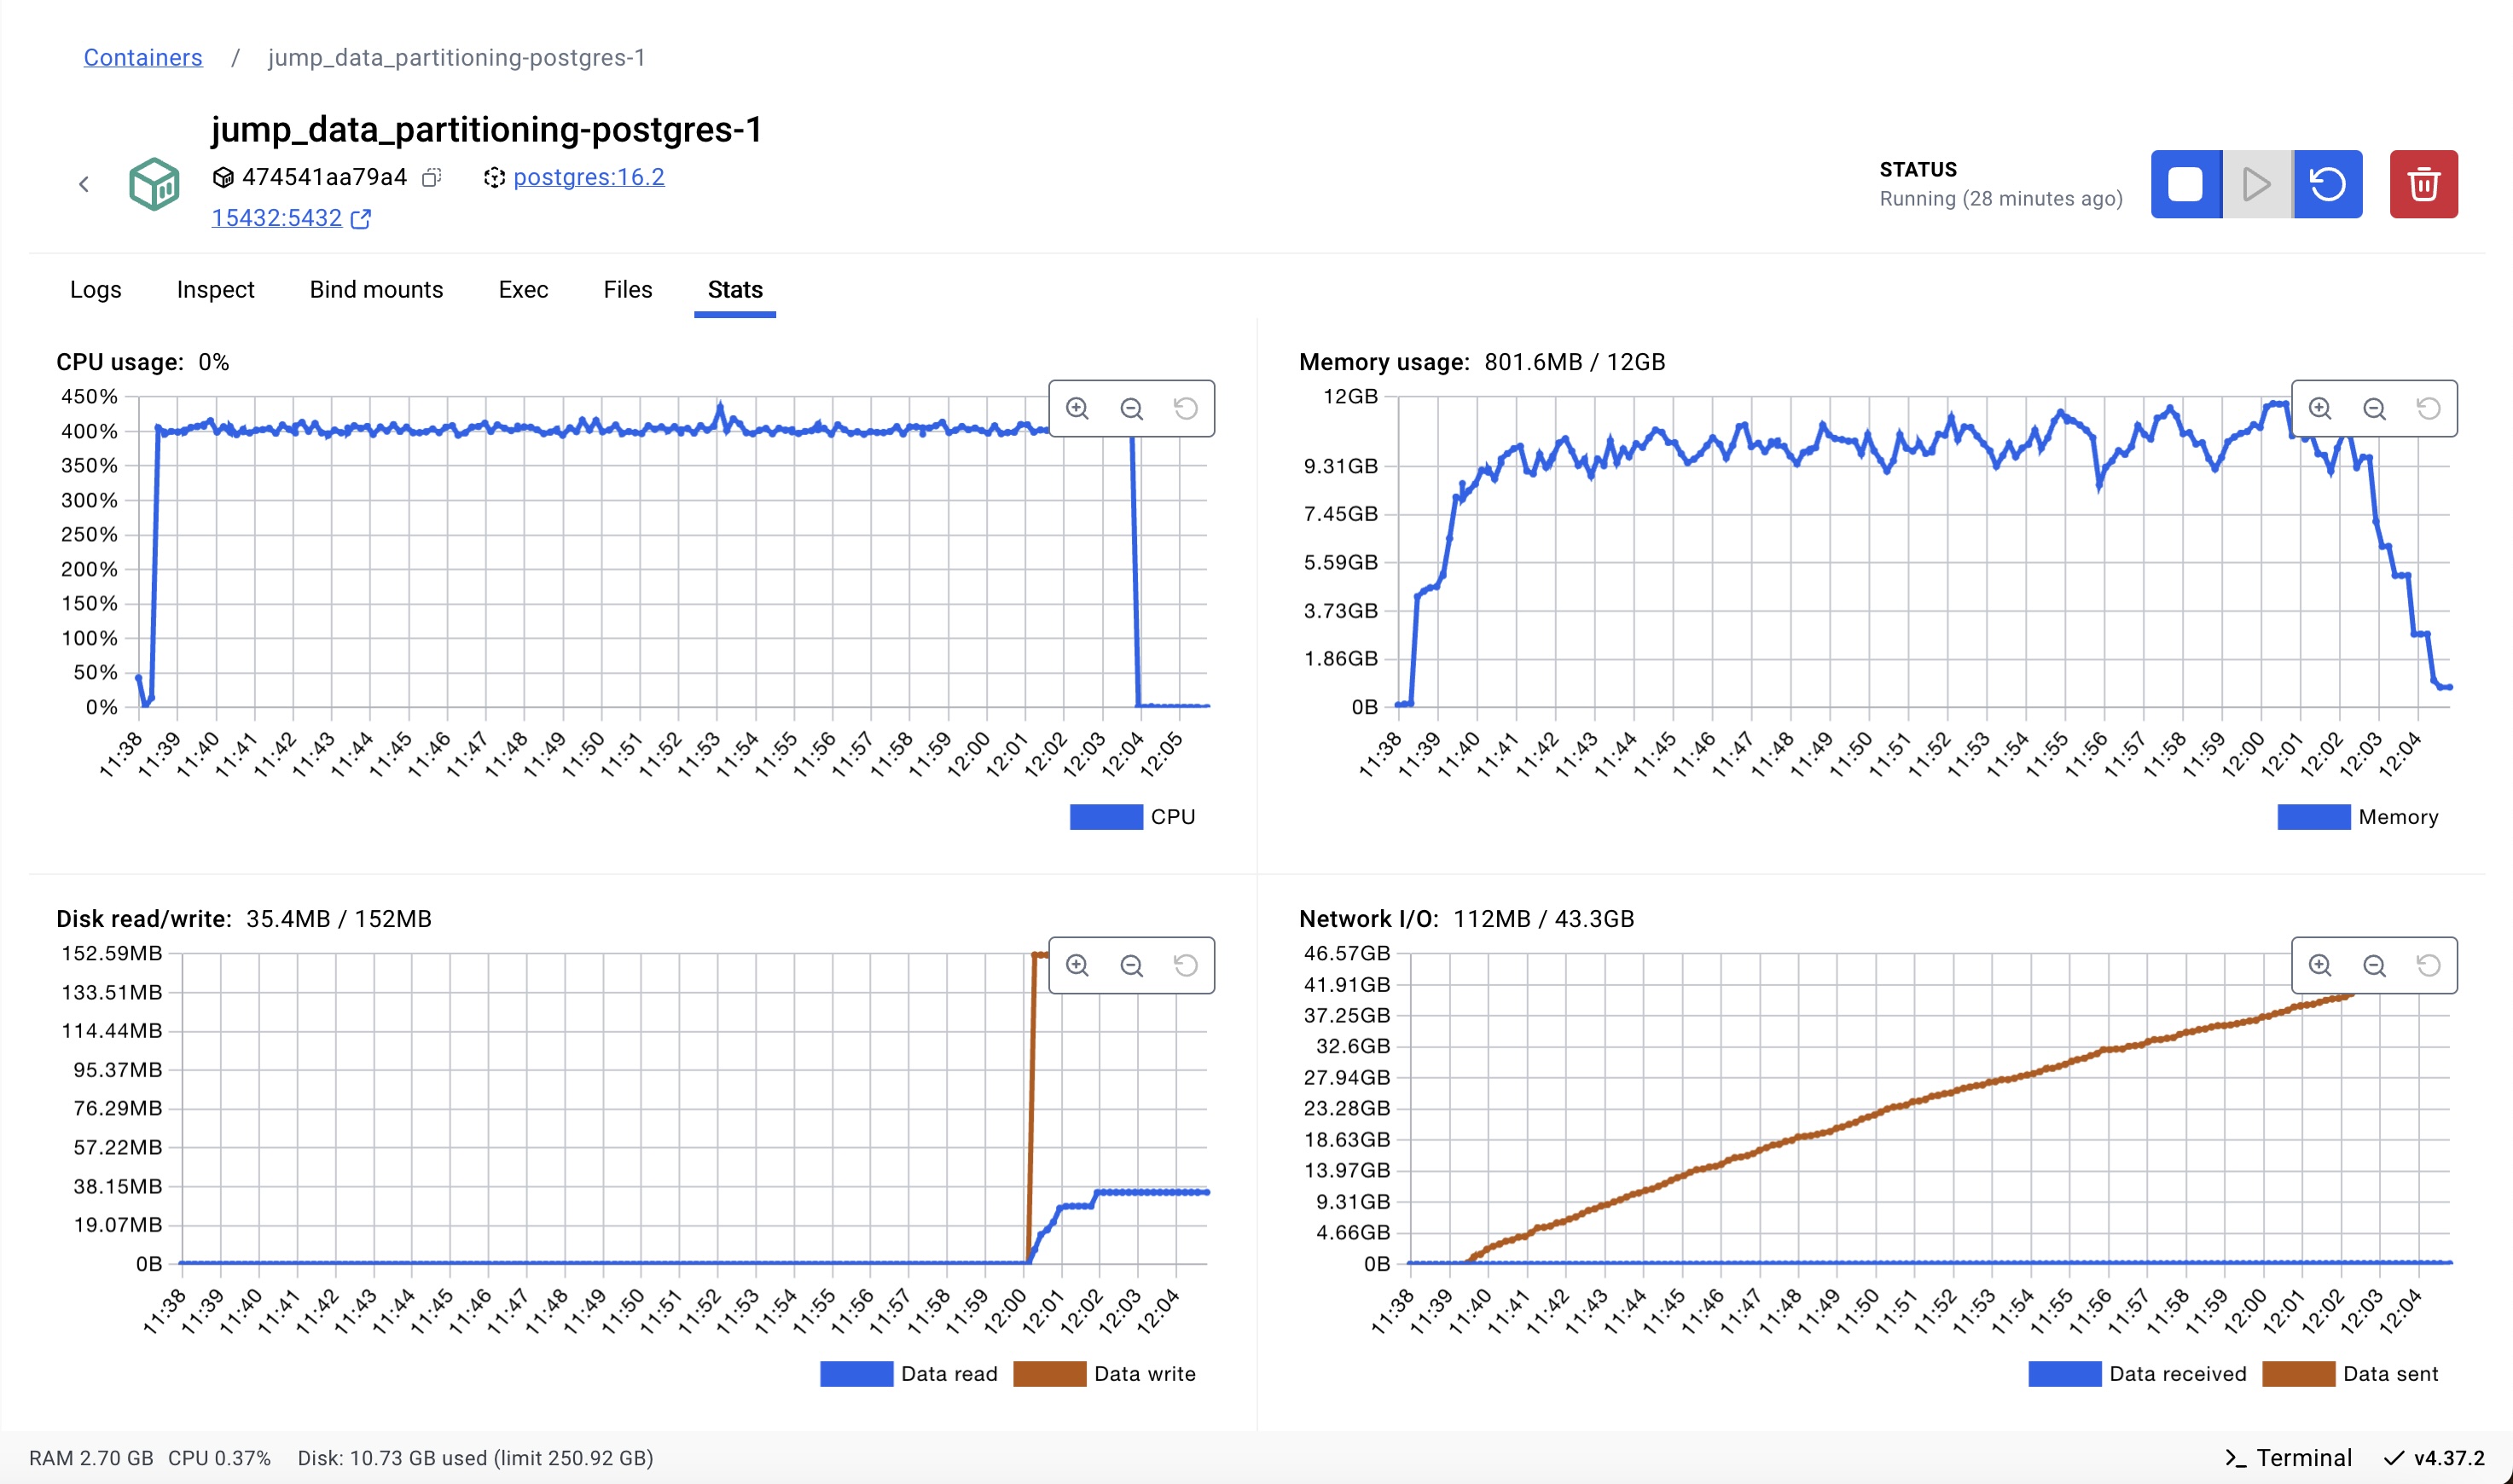 Containers / jump_data_partitioning-postgres-1
jump_data_partitioning-postgres-1
474541aa79a4 postgres:16.2
15432:5432
STATUS
Running (28 minutes ago)
Logs Inspect Bind mounts Exec Files Stats
CPU usage: 0%
450%
400%
350%
300%
250%
200%
150%
100%
50%
0%
11:38 11:39 11:40 11:41 11:42 11:43 11:44 11:45 11:46 11:47 11:48 11:49 11:50 11:51 11:52 11:53 11:54 11:55 11:56 11:57 11:58 11:59 12:00 12:01 12:02 12:03 12:04 12:05
CPU
Memory usage: 801.6MB / 12GB
12GB
9.31GB
7.45GB
5.59GB
3.73GB
1.86GB
0B
11:38 11:39 11:40 11:41 11:42 11:43 11:44 11:45 11:46 11:47 11:48 11:49 11:50 11:51 11:52 11:53 11:54 11:55 11:56 11:57 11:58 11:59 12:00 12:01 12:02 12:03 12:04
Memory
Disk read/write: 35.4MB / 152MB
152.59MB
133.51MB
114.44MB
95.37MB
76.29MB
57.22MB
38.15MB
19.07MB
0B
11:38 11:39 11:40 11:41 11:42 11:43 11:44 11:45 11:46 11:47 11:48 11:49 11:50 11:51 11:52 11:53 11:54 11:55 11:56 11:57 11:58 11:59 12:00 12:01 12:02 12:03 12:04
Data read Data write
Network I/O: 112MB / 43.3GB
46.57GB
41.91GB
37.25GB
32.6GB
27.94GB
23.28GB
18.63GB
13.97GB
9.31GB
4.66GB
0B
11:38 11:39 11:40 11:41 11:42 11:43 11:44 11:45 11:46 11:47 11:48 11:49 11:50 11:51 11:52 11:53 11:54 11:55 11:56 11:57 11:58 11:59 12:00 12:01 12:02 12:03 12:04
Data received Data sent
RAM 2.70 GB CPU 0.37% Disk: 10.73 GB used (limit 250.92 GB) Terminal v4.37.2